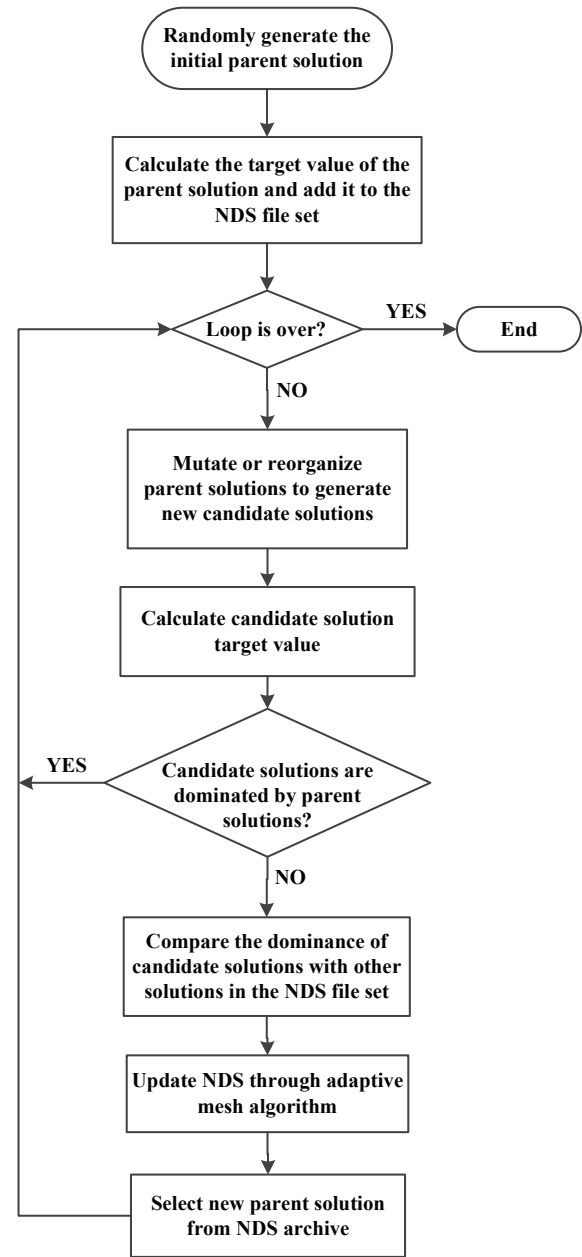 Randomly generate the
initial parent solution
Calculate the target value of the
parent solution and add it to the
NDS file set
Loop is over?
YES
End
NO
Mutate or reorganize
parent solutions to generate
new candidate solutions
Calculate candidate solution
target value
YES
Candidate solutions are
dominated by parent
solutions?
NO
Compare the dominance of
candidate solutions with other
solutions in the NDS file set
Update NDS through adaptive
mesh algorithm
Select new parent solution
from NDS archive